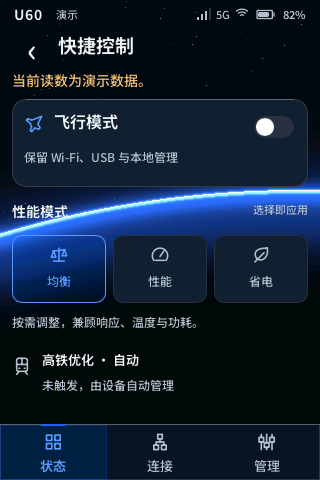 U60 演示 5G 82%
快捷控制
当前读数为演示数据。
飞行模式
保留 Wi-Fi、USB 与本地管理
性能模式 选择即应用
均衡 性能 省电
按需调整，兼顾响应、温度与功耗。
高铁优化 · 自动
未触发，由设备自动管理
状态 连接 管理